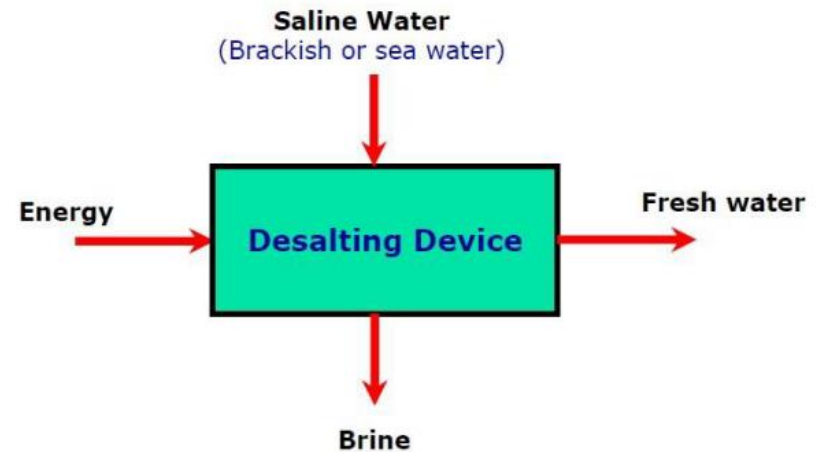 Saline Water
(Brackish or sea water)
Energy
Desalting Device
Fresh water
Brine